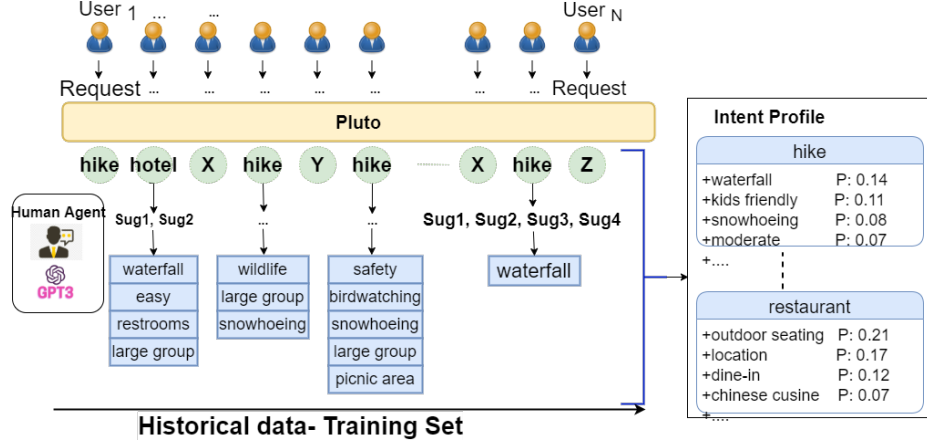 User 1 ... ... User N
Request ... ... ... ... ... ... ... Request
Pluto
hike hotel X hike Y hike X hike Z
Human Agent
GPT3
Sug1, Sug2
...
...
Sug1, Sug2, Sug3, Sug4
waterfall
easy
restrooms
large group
wildlife
large group
snowhoeing
safety
birdwatching
snowhoeing
large group
picnic area
waterfall
Historical data- Training Set
Intent Profile
hike
+waterfall P: 0.14
+kids friendly P: 0.11
+snowhoeing P: 0.08
+moderate P: 0.07
+....
restaurant
+outdoor seating P: 0.21
+location P: 0.17
+dine-in P: 0.12
+chinese cusine P: 0.07
+....